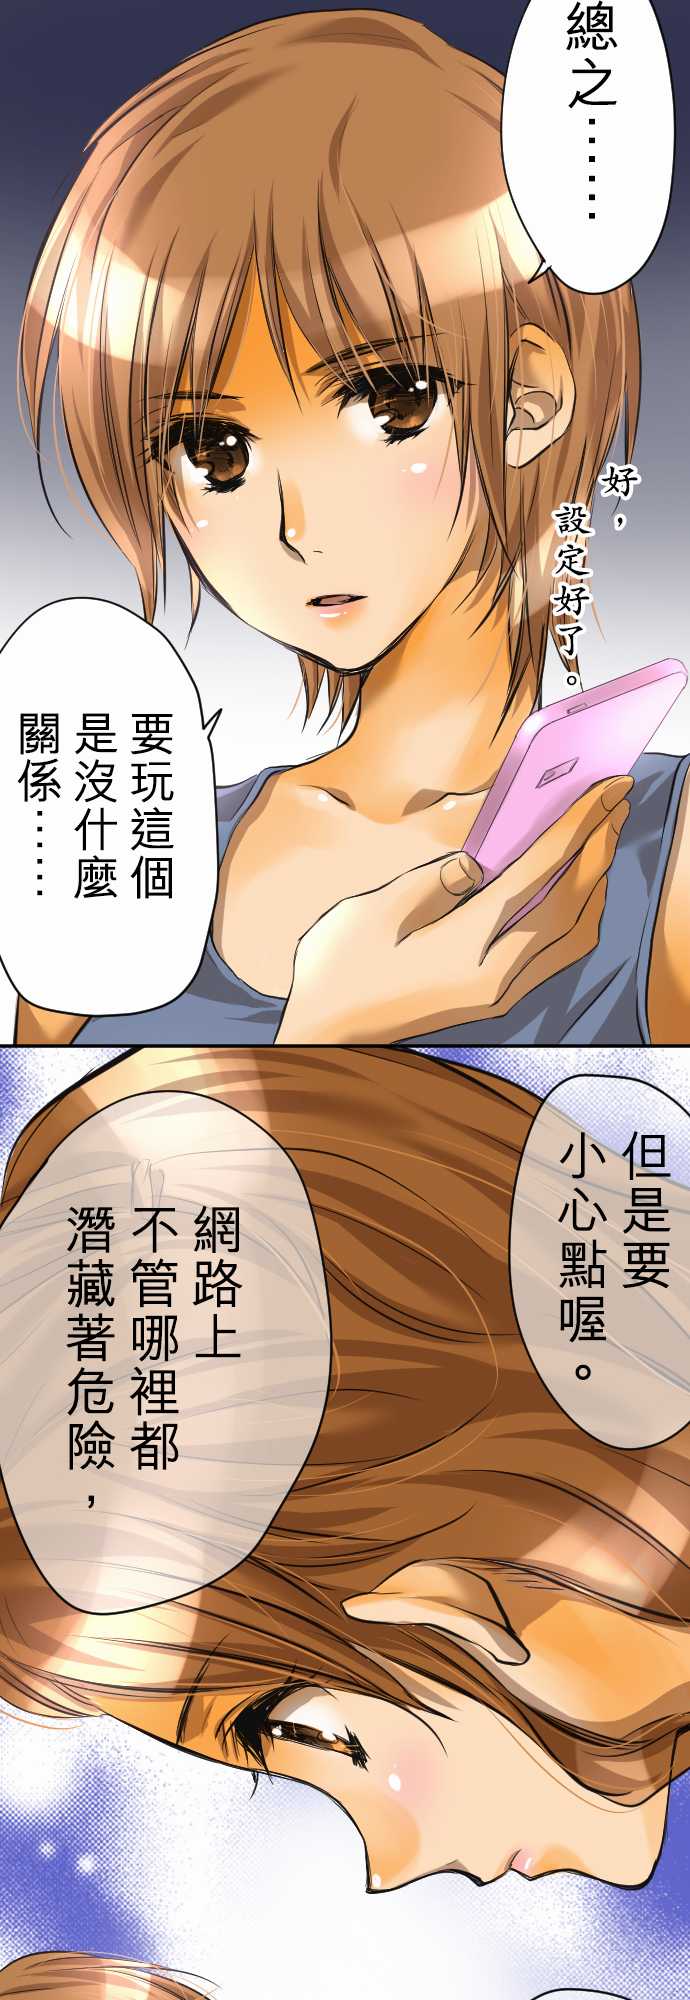 總之……
好，
設定好了。
要玩這個
是沒什麼
關係……
但是要
小心點喔。
網路上
不管哪裡都
潛藏著危險，